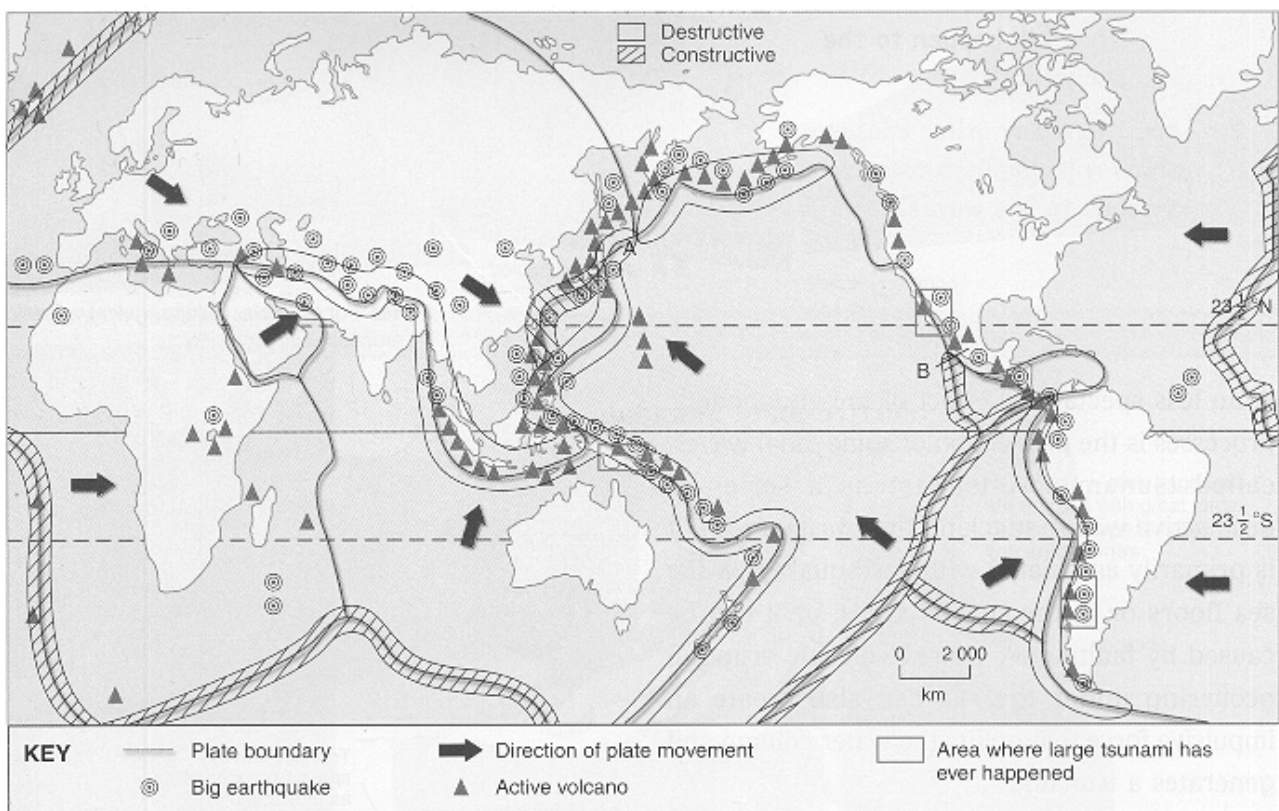 Destructive
Constructive
A
23½°N
B
23½°S
0 2 000
km
KEY
Plate boundary
Direction of plate movement
Area where large tsunami has
ever happened
Big earthquake
Active volcano